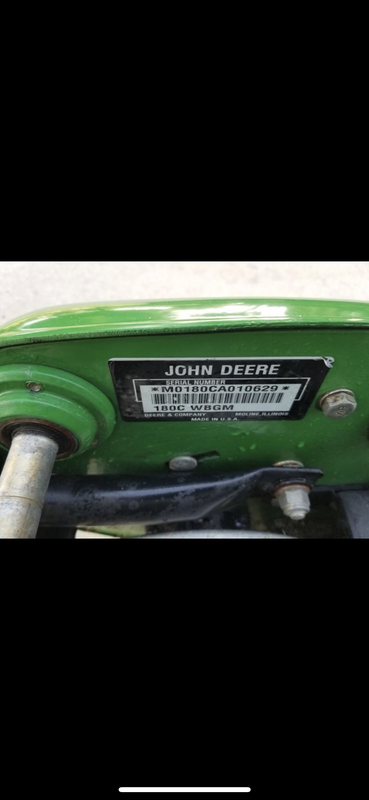 JOHN DEERE
SERIAL NUMBER
*M0180CA010629*
180C WBGM
DEERE & COMPANY MOLINE, ILLINOIS
MADE IN U.S.A.